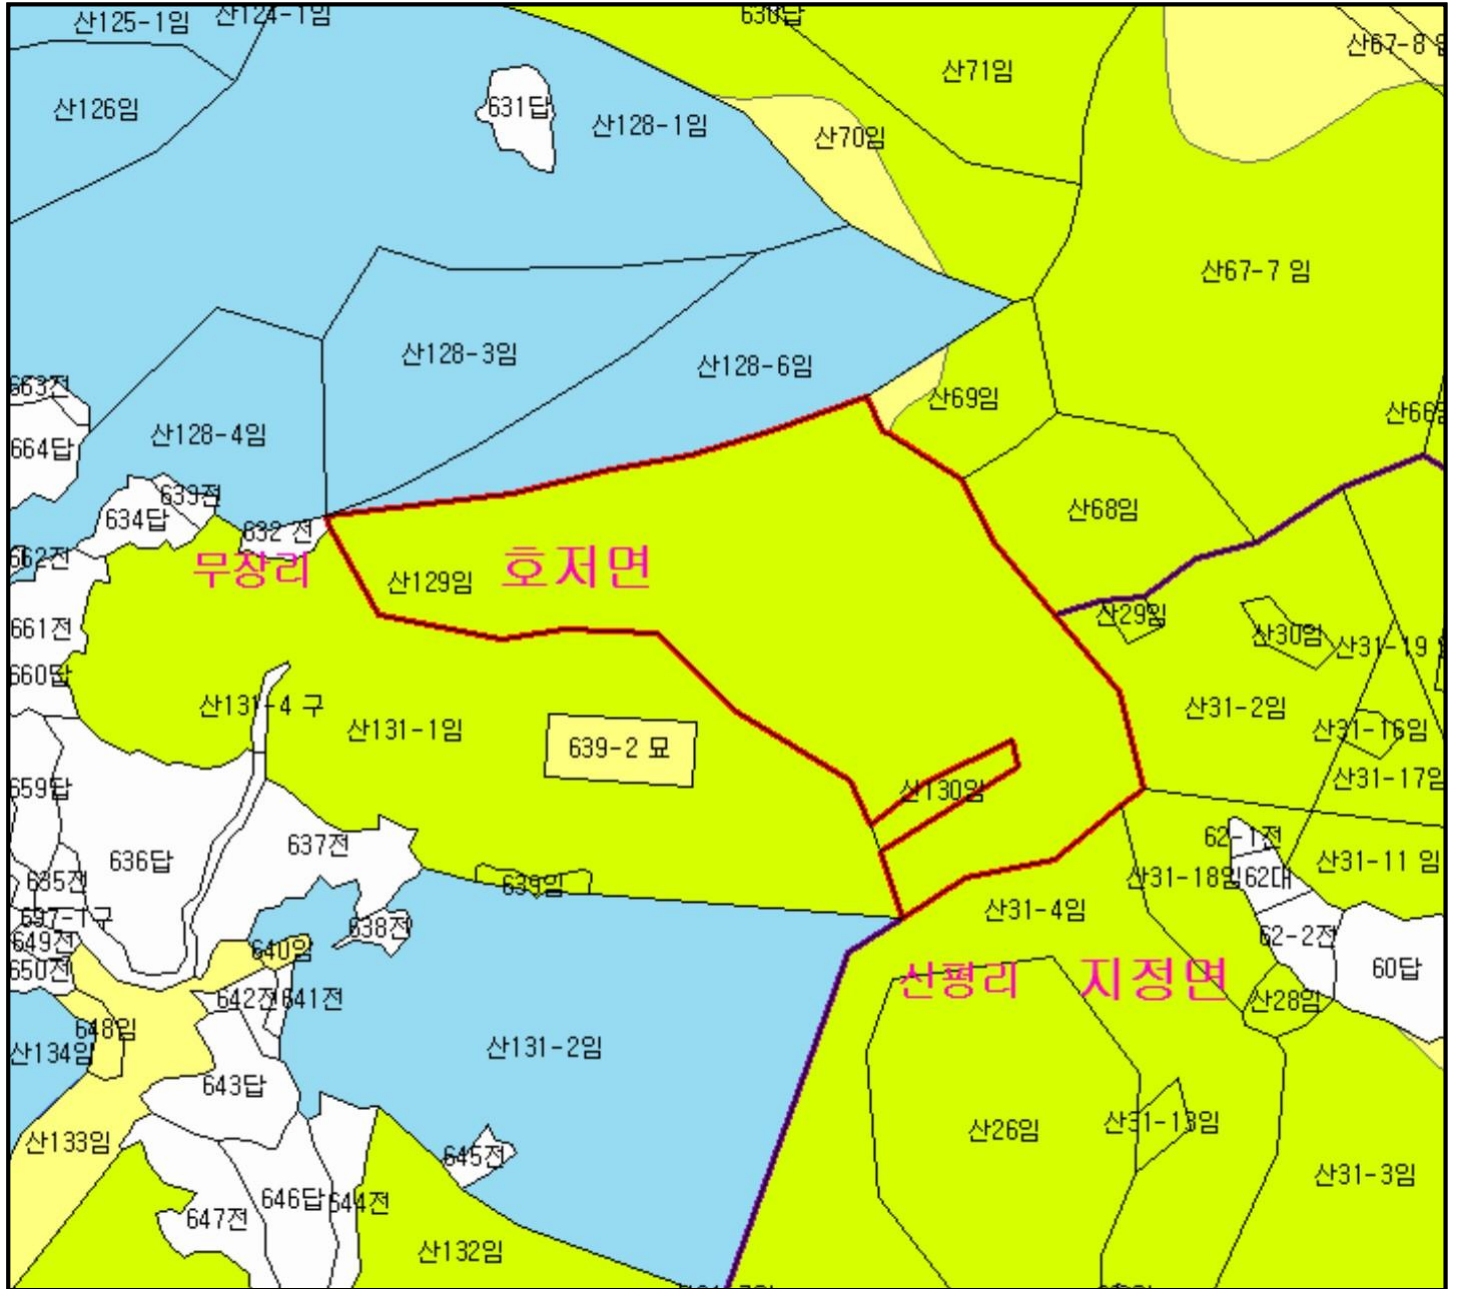 산125-1임
산124-1임
630답
산67-8
산71임
산126임
631답
산128-1임
산70임
산67-7 임
산128-3임
산128-6임
663전
산69임
산66임
664답
산128-4임
633전
634답
632 전
산68임
662전
무장리
산129임
호저면
661전
산29임
산30임
산31-19
660답
산131-4 구
산131-1임
639-2 묘
산31-2임
산31-16임
659답
산130임
산31-17임
636답
637전
62-1전
산31-11 임
635전
639임
산31-18임
62대
697-1구
638전
산31-4임
649전
640임
62-2전
650전
642전
641전
신평리
지정면
60답
648임
산28임
산134임
산131-2임
643답
산133임
산26임
산31-13임
645전
산31-3임
646답
644전
647전
산132임